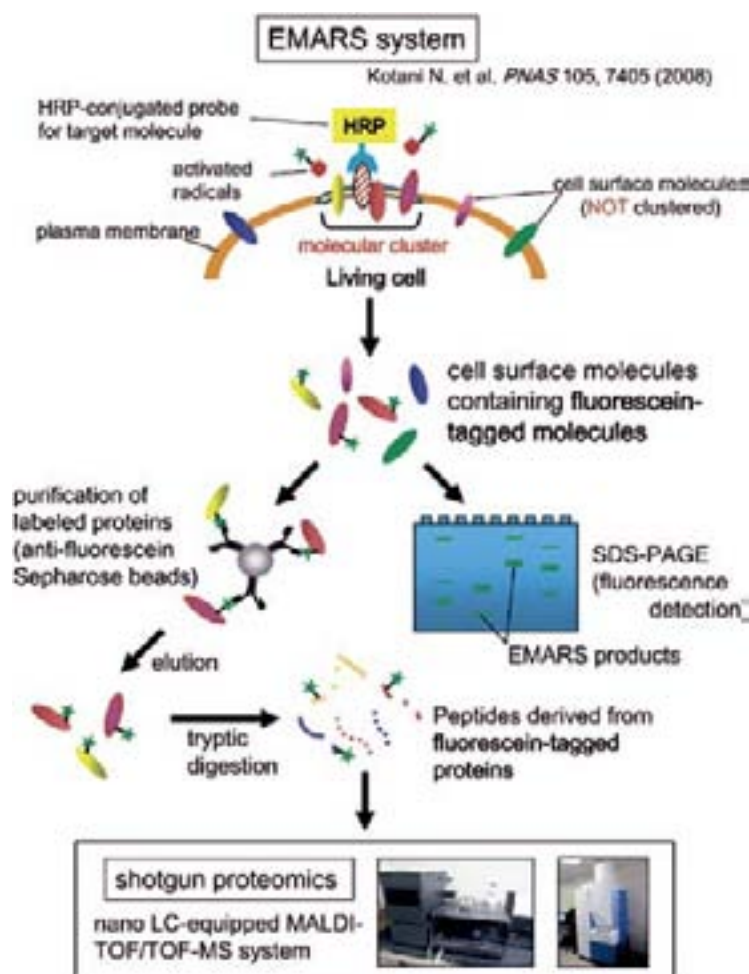 EMARS system
Kotani N. et al. PNAS 105, 7405 (2008)
HRP-conjugated probe
for target molecule
HRP
activated
radicals
cell surface molecules
(NOT clustered)
plasma membrane
molecular cluster
Living cell
cell surface molecules
containing fluorescein-
tagged molecules
purification of
labeled proteins
(anti-fluorescein
Sepharose beads)
SDS-PAGE
(fluorescence
detection
EMARS products
elution
tryptic
digestion
Peptides derived from
fluorescein-tagged
proteins
shotgun proteomics
nano LC-equipped MALDI-
TOF/TOF-MS system